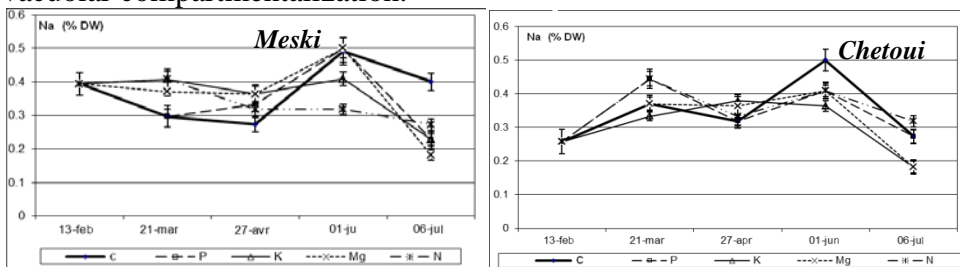 vacuolar compartmentalization.
Na (% DW)
Meski
0.6
0.5
0.4
0.3
0.2
0.1
0
13-feb 21-mar 27-avr 01-ju 06-jul
c P K Mg N
Na (% DW)
Chetoui
0.6
0.5
0.4
0.3
0.2
0.1
0
13-feb 21-mar 27-apr 01-jun 06-jul
C P K Mg N